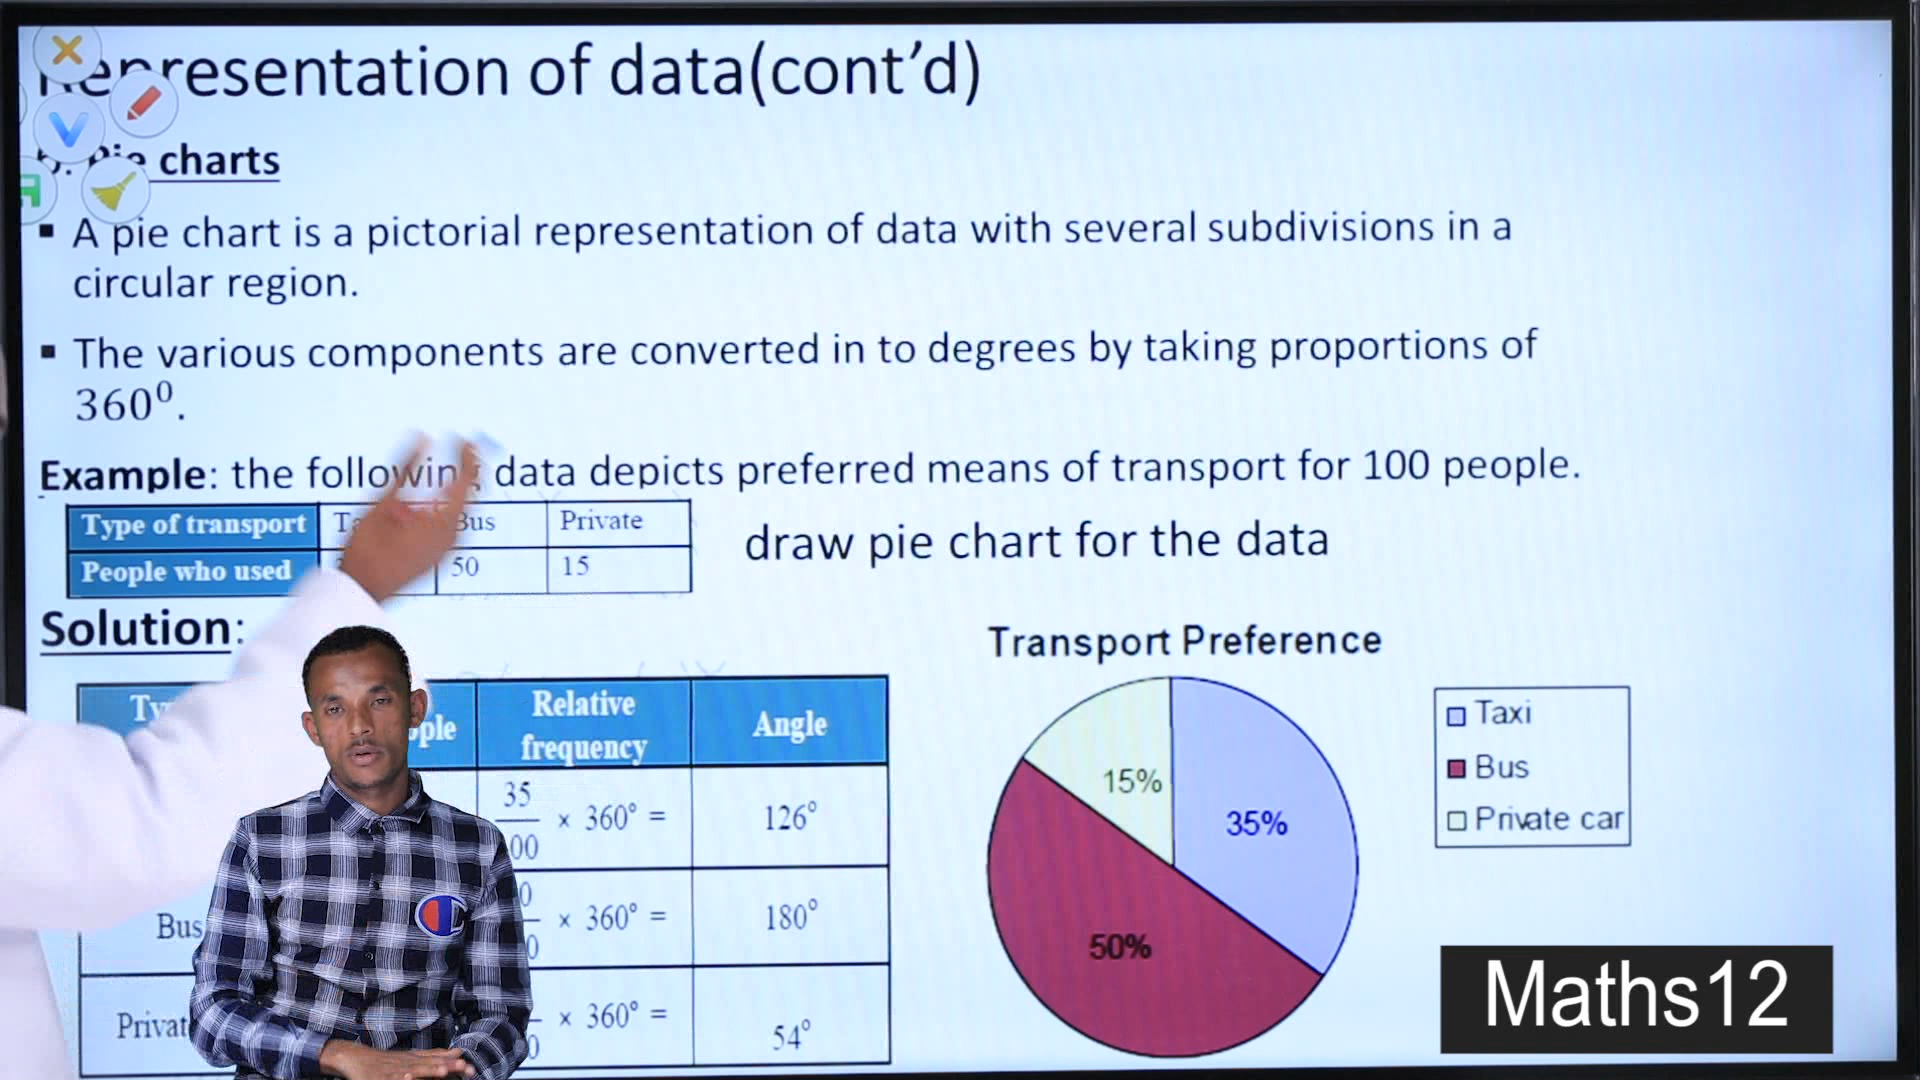 Representation of data(cont’d)
b. Pie charts
▪ A pie chart is a pictorial representation of data with several subdivisions in a
circular region.
▪ The various components are converted in to degrees by taking proportions of
360⁰.
Example: the following data depicts preferred means of transport for 100 people.
Type of transport Bus Private
People who used 50 15
draw pie chart for the data
Solution:
Transport Preference
Relative
frequency
Angle
35
× 360° =
126°
Bus
× 360° =
180°
× 360° =
54°
15%
35%
50%
Taxi
Bus
Private car
Maths12